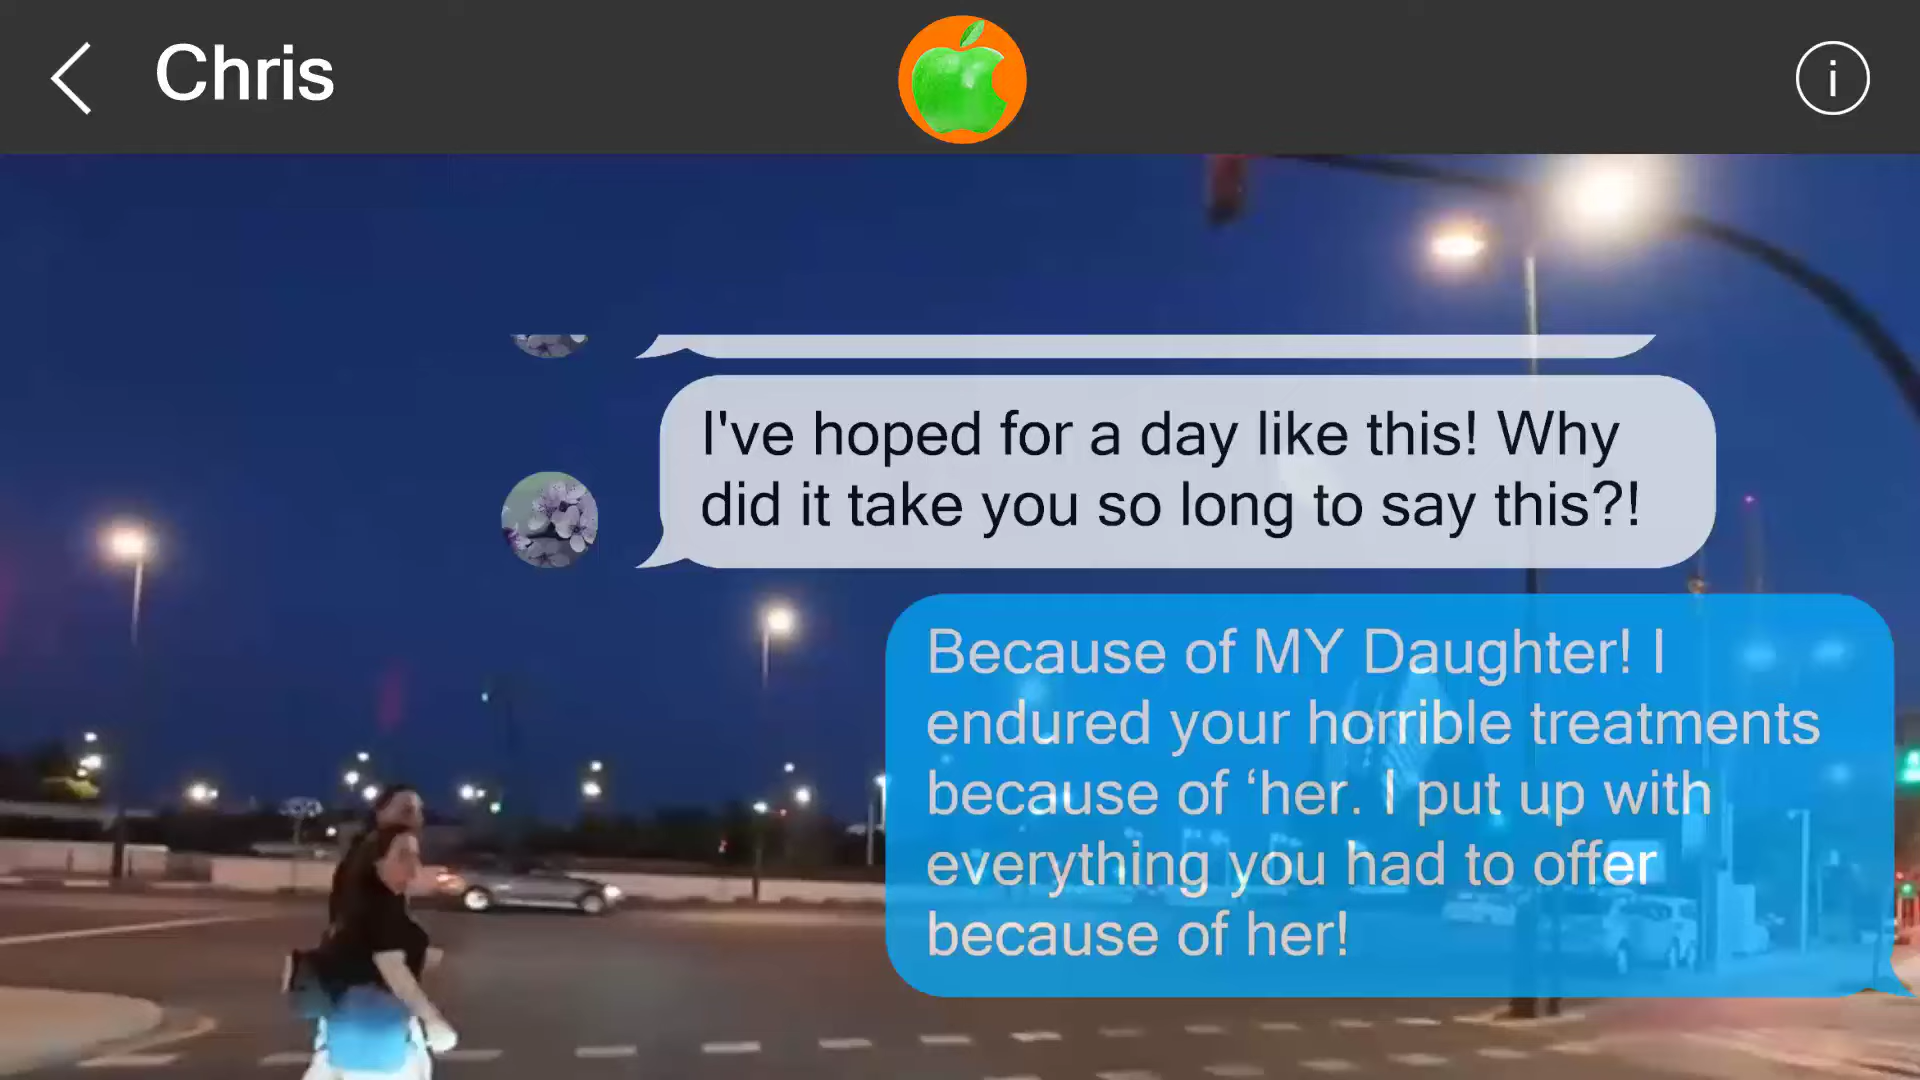 Chris
i
I've hoped for a day like this! Why
did it take you so long to say this?!
Because of MY Daughter! I
endured your horrible treatments
because of ‘her. I put up with
everything you had to offer
because of her!